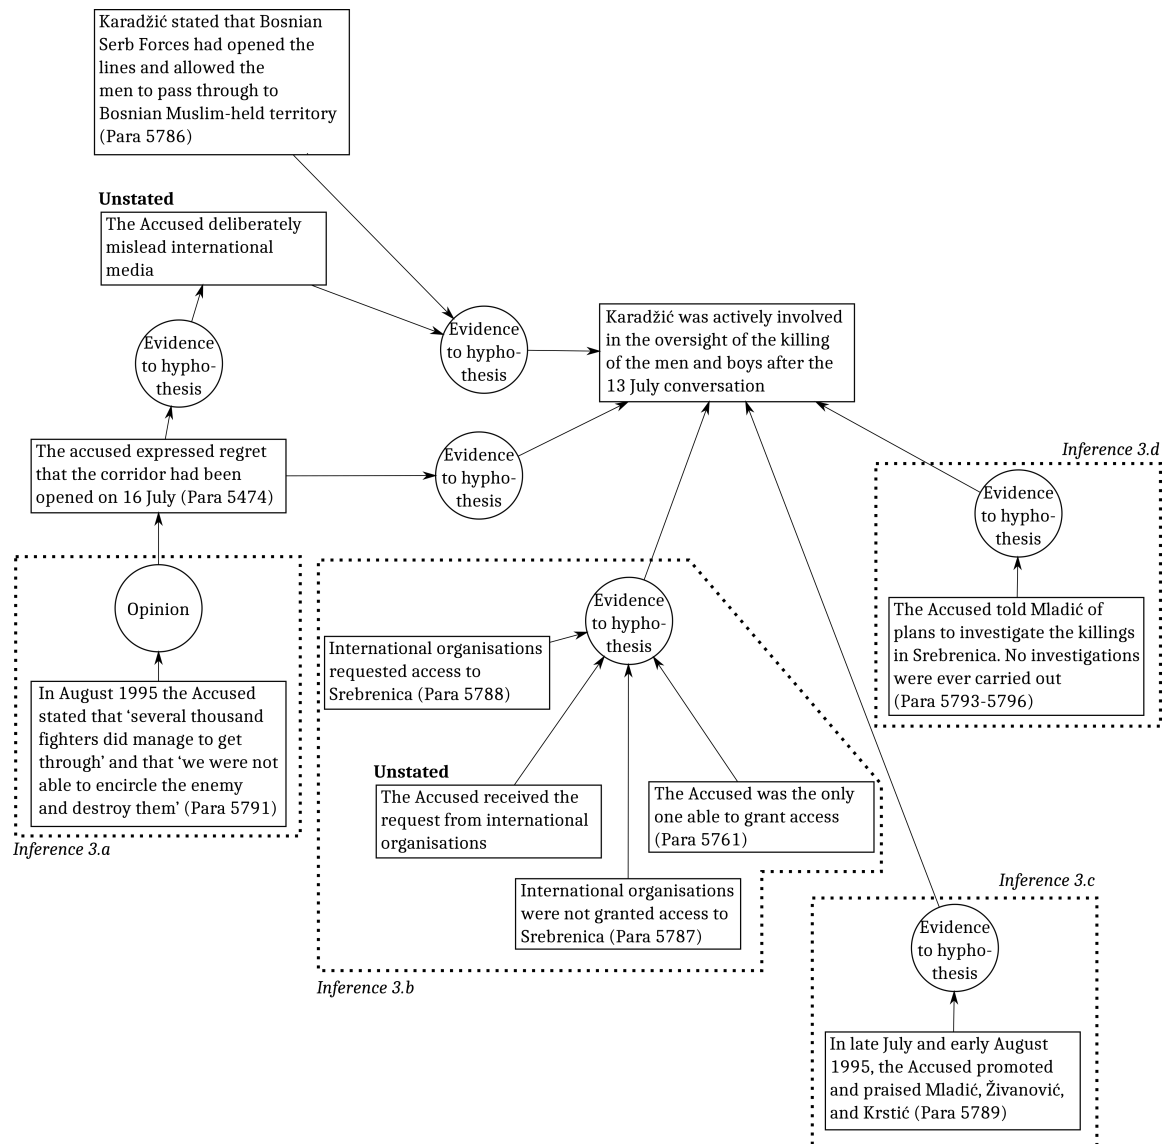 Karadžić stated that Bosnian
Serb Forces had opened the
lines and allowed the
men to pass through to
Bosnian Muslim-held territory
(Para 5786)
Unstated
The Accused deliberately
mislead international
media
Evidence
to hypho-
thesis
Evidence
to hypho-
thesis
Karadžić was actively involved
in the oversight of the killing
of the men and boys after the
13 July conversation
The accused expressed regret
that the corridor had been
opened on 16 July (Para 5474)
Evidence
to hypho-
thesis
Inference 3.d
Evidence
to hypho-
thesis
The Accused told Mladić of
plans to investigate the killings
in Srebrenica. No investigations
were ever carried out
(Para 5793-5796)
Opinion
In August 1995 the Accused
stated that ‘several thousand
fighters did manage to get
through’ and that ‘we were not
able to encircle the enemy
and destroy them’ (Para 5791)
Inference 3.a
Evidence
to hypho-
thesis
International organisations
requested access to
Srebrenica (Para 5788)
Unstated
The Accused received the
request from international
organisations
The Accused was the only
one able to grant access
(Para 5761)
International organisations
were not granted access to
Srebrenica (Para 5787)
Inference 3.b
Inference 3.c
Evidence
to hypho-
thesis
In late July and early August
1995, the Accused promoted
and praised Mladić, Živanović,
and Krstić (Para 5789)